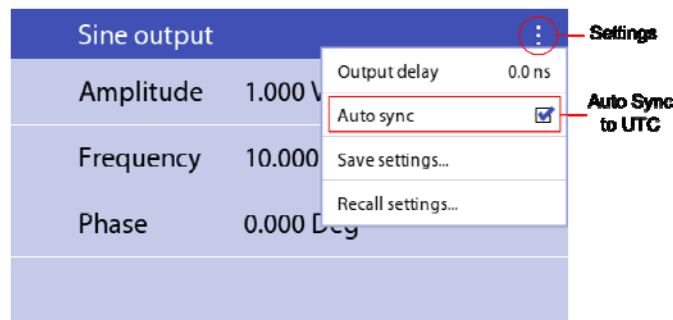 Sine output
Settings
Output delay 0.0 ns
Amplitude 1.000 V
Auto sync
Auto Sync
to UTC
Frequency 10.000
Save settings...
Recall settings...
Phase 0.000 Deg